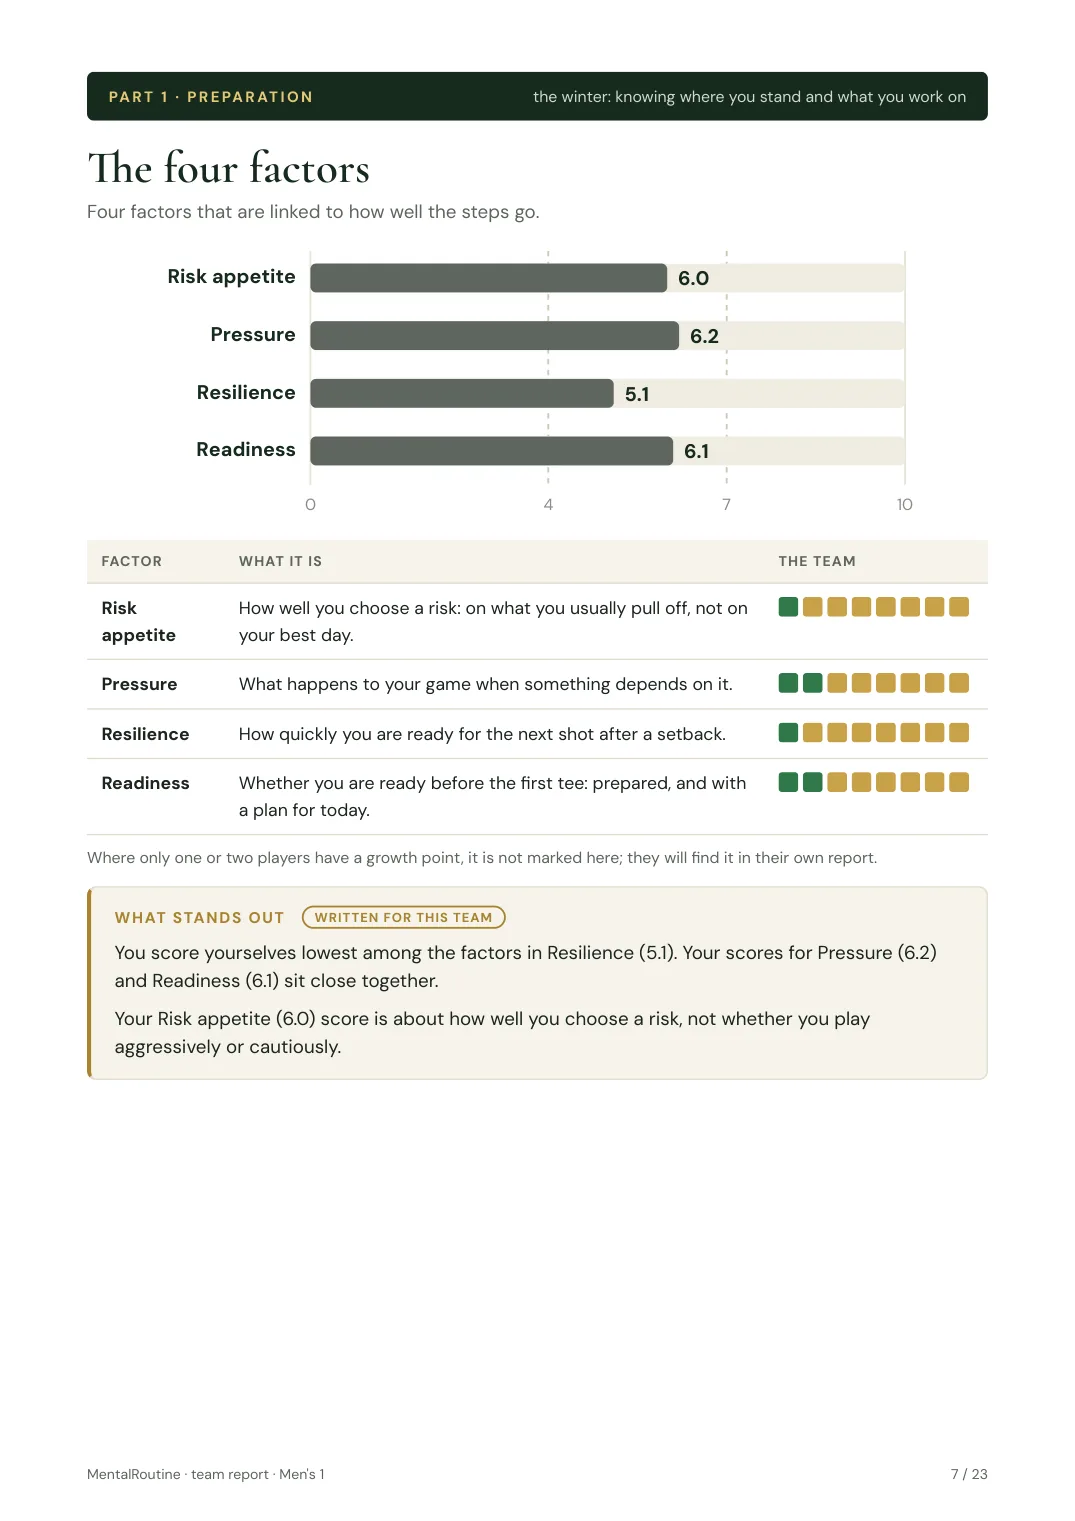 PART 1 · PREPARATION
the winter: knowing where you stand and what you work on
The four factors
Four factors that are linked to how well the steps go.
Risk appetite 6.0
Pressure 6.2
Resilience 5.1
Readiness 6.1
0 4 7 10
FACTOR WHAT IT IS THE TEAM
Risk appetite
How well you choose a risk: on what you usually pull off, not on
your best day.
Pressure What happens to your game when something depends on it.
Resilience How quickly you are ready for the next shot after a setback.
Readiness Whether you are ready before the first tee: prepared, and with
a plan for today.
Where only one or two players have a growth point, it is not marked here; they will find it in their own report.
WHAT STANDS OUT WRITTEN FOR THIS TEAM
You score yourselves lowest among the factors in Resilience (5.1). Your scores for Pressure (6.2)
and Readiness (6.1) sit close together.
Your Risk appetite (6.0) score is about how well you choose a risk, not whether you play
aggressively or cautiously.
MentalRoutine · team report · Men's 1
7 / 23